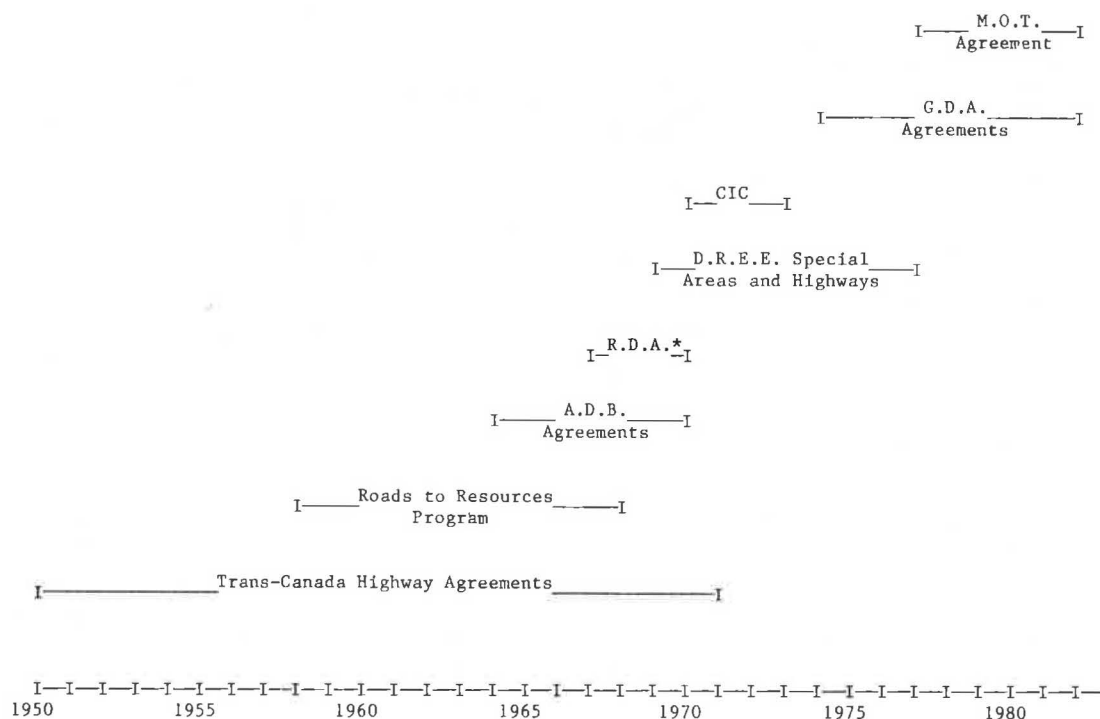 M.O.T.
Agreement
G.D.A.
Agreements
CIC
D.R.E.E. Special
Areas and Highways
R.D.A.*
A.D.B.
Agreements
Roads to Resources
Program
Trans-Canada Highway Agreements
1950 1955 1960 1965 1970 1975 1980